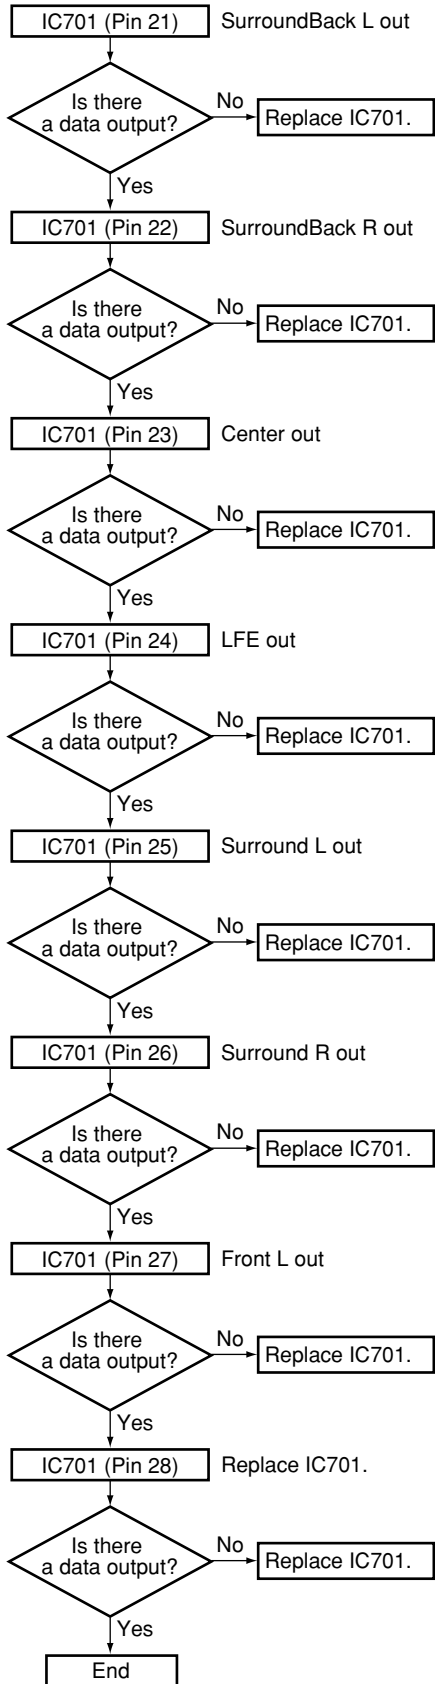 IC701 (Pin 21) SurroundBack L out
Is there
a data output?
No
Replace IC701.
Yes
IC701 (Pin 22) SurroundBack R out
Is there
a data output?
No
Replace IC701.
Yes
IC701 (Pin 23) Center out
Is there
a data output?
No
Replace IC701.
Yes
IC701 (Pin 24) LFE out
Is there
a data output?
No
Replace IC701.
Yes
IC701 (Pin 25) Surround L out
Is there
a data output?
No
Replace IC701.
Yes
IC701 (Pin 26) Surround R out
Is there
a data output?
No
Replace IC701.
Yes
IC701 (Pin 27) Front L out
Is there
a data output?
No
Replace IC701.
Yes
IC701 (Pin 28) Replace IC701.
Is there
a data output?
No
Replace IC701.
Yes
End